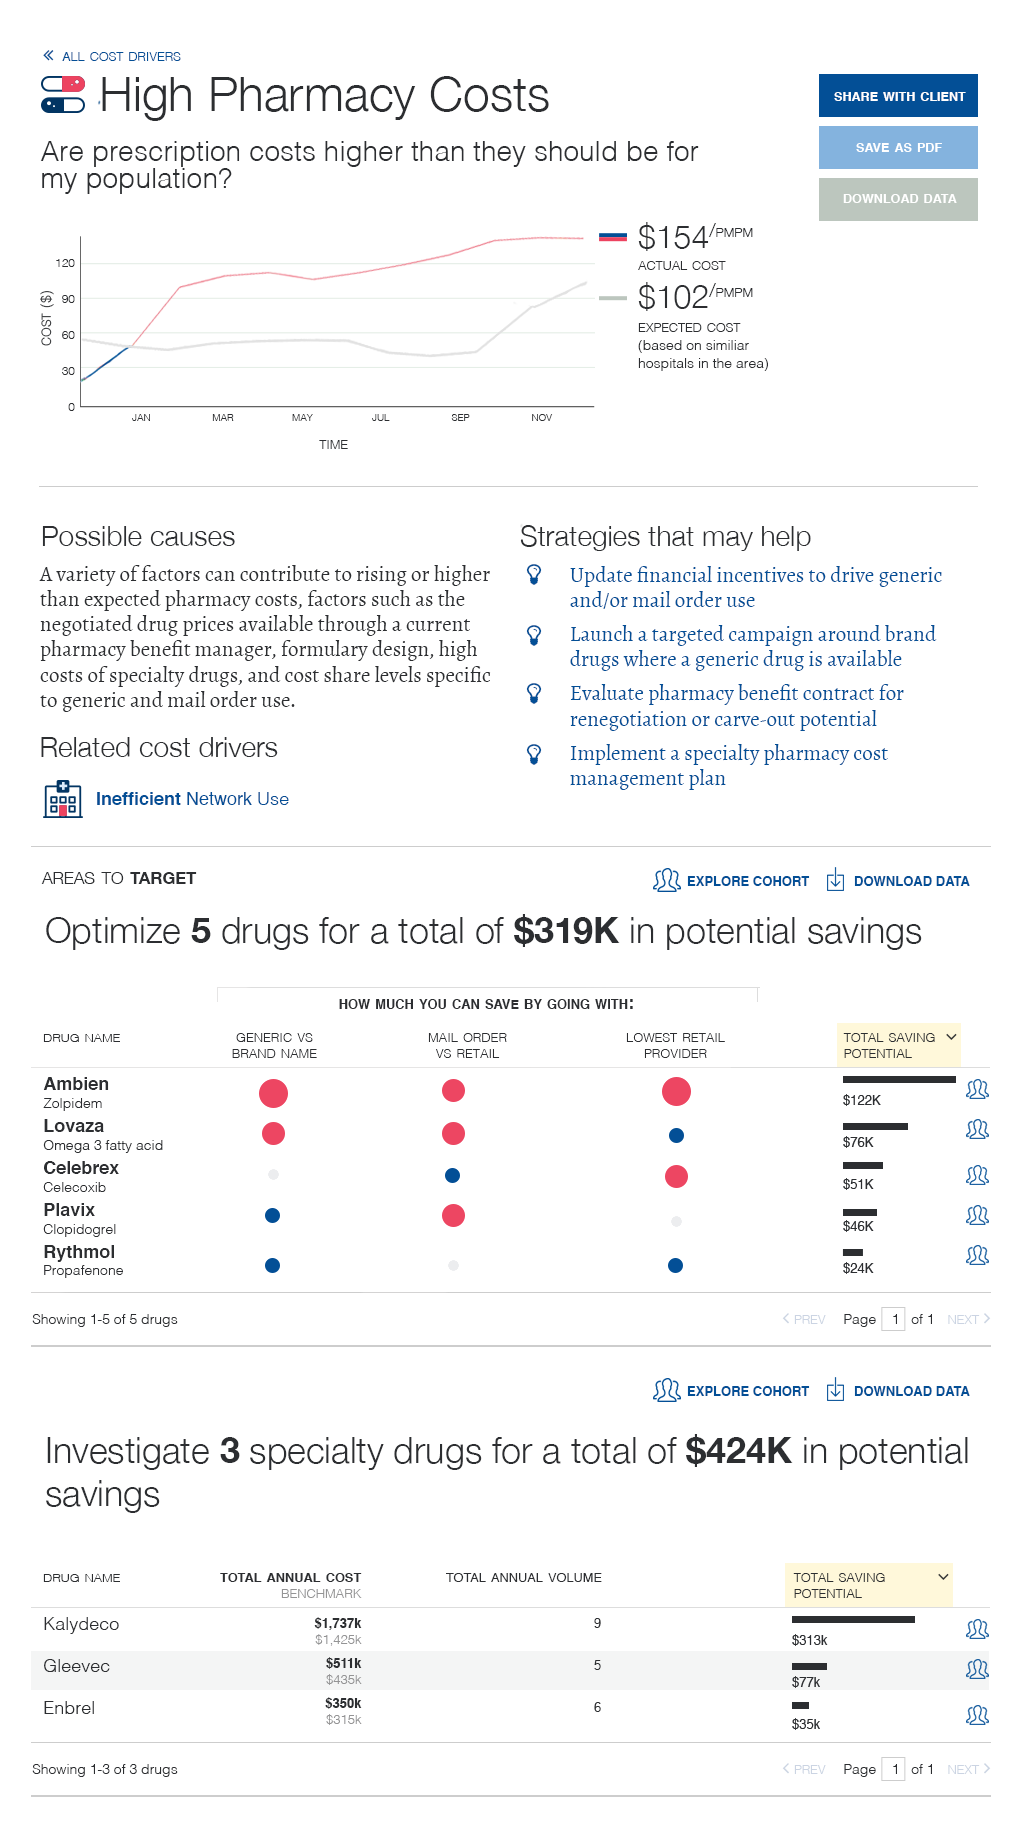 « ALL COST DRIVERS
High Pharmacy Costs
SHARE WITH CLIENT
SAVE AS PDF
DOWNLOAD DATA
Are prescription costs higher than they should be for
my population?
COST ($)
120
90
60
30
0
JAN MAR MAY JUL SEP NOV
TIME
$154/PMPM
ACTUAL COST
$102/PMPM
EXPECTED COST
(based on similiar
hospitals in the area)
Possible causes
A variety of factors can contribute to rising or higher
than expected pharmacy costs, factors such as the
negotiated drug prices available through a current
pharmacy benefit manager, formulary design, high
costs of specialty drugs, and cost share levels specific
to generic and mail order use.
Related cost drivers
Inefficient Network Use
Strategies that may help
Update financial incentives to drive generic
and/or mail order use
Launch a targeted campaign around brand
drugs where a generic drug is available
Evaluate pharmacy benefit contract for
renegotiation or carve-out potential
Implement a specialty pharmacy cost
management plan
AREAS TO TARGET
EXPLORE COHORT DOWNLOAD DATA
Optimize 5 drugs for a total of $319K in potential savings
HOW MUCH YOU CAN SAVE BY GOING WITH:
DRUG NAME
GENERIC VS
BRAND NAME
MAIL ORDER
VS RETAIL
LOWEST RETAIL
PROVIDER
TOTAL SAVING
POTENTIAL
Ambien
Zolpidem
$122K
Lovaza
Omega 3 fatty acid
$76K
Celebrex
Celecoxib
$51K
Plavix
Clopidogrel
$46K
Rythmol
Propafenone
$24K
Showing 1-5 of 5 drugs
PREV Page 1 of 1 NEXT
EXPLORE COHORT DOWNLOAD DATA
Investigate 3 specialty drugs for a total of $424K in potential
savings
DRUG NAME
TOTAL ANNUAL COST
BENCHMARK
TOTAL ANNUAL VOLUME
TOTAL SAVING
POTENTIAL
Kalydeco
$1,737k
$1,425k
9
$313k
Gleevec
$511k
$435k
5
$77k
Enbrel
$350k
$315k
6
$35k
Showing 1-3 of 3 drugs
PREV Page 1 of 1 NEXT